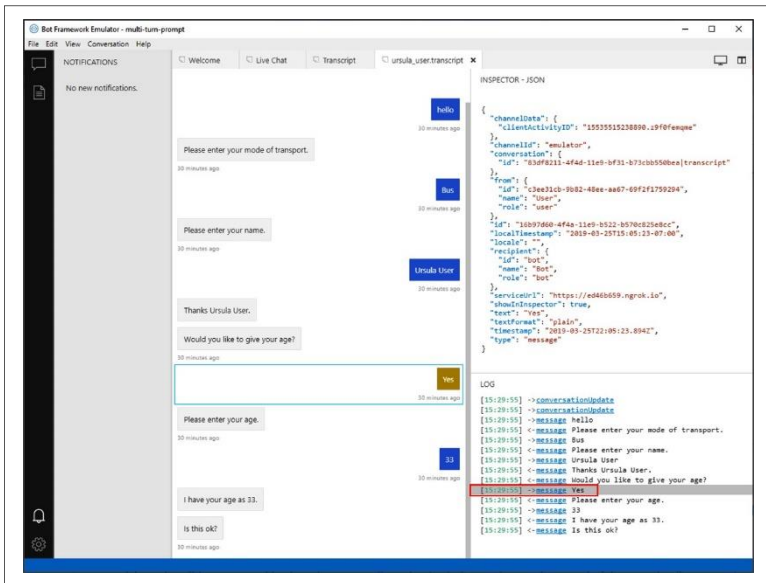 Bot Framework Emulator - multi-turn-prompt
File Edit View Conversation Help
NOTIFICATIONS
No new notifications.
Welcome
Live Chat
Transcript
ursula_user.transcript
hello
30 minutes ago
Please enter your mode of transport.
30 minutes ago
Bus
30 minutes ago
Please enter your name.
30 minutes ago
Ursula User
30 minutes ago
Thanks Ursula User.
Would you like to give your age?
30 minutes ago
Yes
30 minutes ago
Please enter your age.
30 minutes ago
33
30 minutes ago
I have your age as 33.
Is this ok?
30 minutes ago
INSPECTOR - JSON
{
"channelData": {
"clientActivityID": "15535515238890.i9f0femqme"
},
"channelId": "emulator",
"conversation": {
"id": "83df8211-4f4d-11e9-bf31-b73cbb550bea|transcript"
},
"from": {
"id": "c3ee31cb-9b82-48ee-aa67-69f2f1759294",
"name": "User",
"role": "user"
},
"id": "16b97d60-4f4a-11e9-b522-b570c825e8cc",
"localTimestamp": "2019-03-25T15:05:23-07:00",
"locale": "",
"recipient": {
"id": "bot",
"name": "Bot",
"role": "bot"
},
"serviceUrl": "https://ed46b659.ngrok.io",
"showInInspector": true,
"text": "Yes",
"textFormat": "plain",
"timestamp": "2019-03-25T22:05:23.894Z",
"type": "message"
}
LOG
[15:29:55] ->conversationUpdate
[15:29:55] ->conversationUpdate
[15:29:55] ->message hello
[15:29:55] <-message Please enter your mode of transport.
[15:29:55] ->message Bus
[15:29:55] <-message Please enter your name.
[15:29:55] ->message Ursula User
[15:29:55] <-message Thanks Ursula User.
[15:29:55] <-message Would you like to give your age?
[15:29:55] ->message Yes
[15:29:55] <-message Please enter your age.
[15:29:55] ->message 33
[15:29:55] <-message I have your age as 33.
[15:29:55] <-message Is this ok?